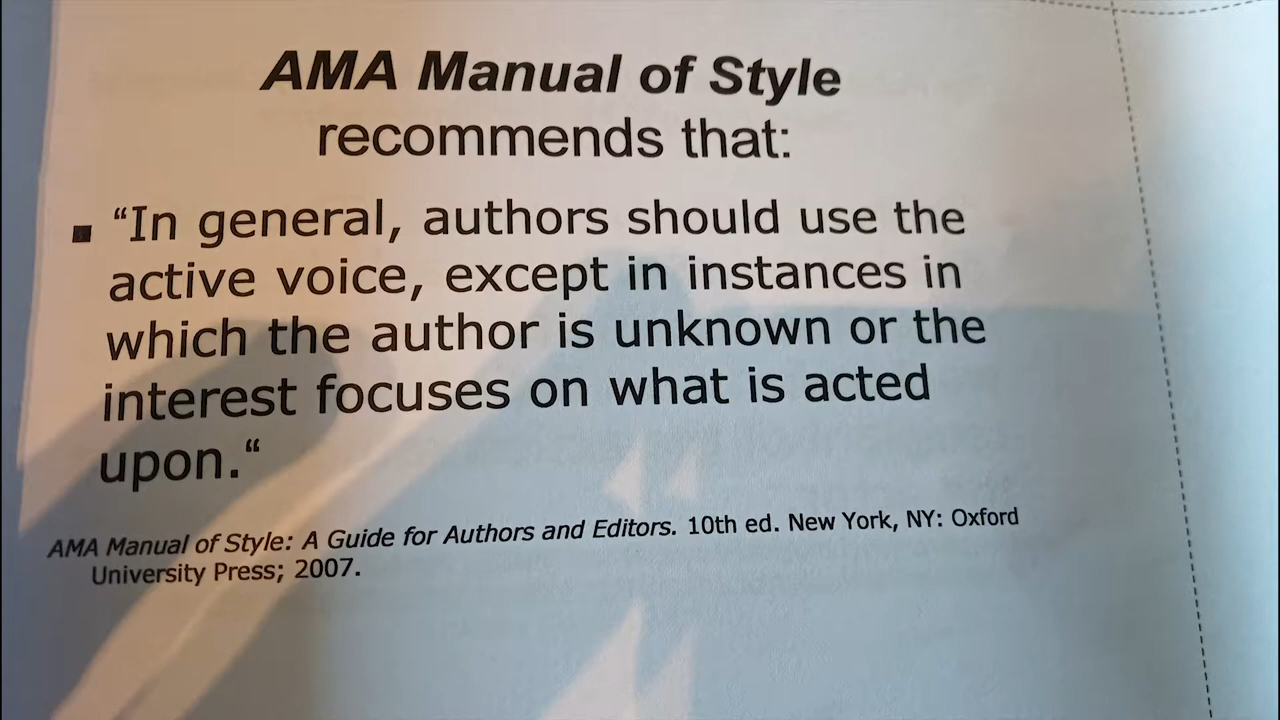 AMA Manual of Style
recommends that:
▪ “In general, authors should use the
active voice, except in instances in
which the author is unknown or the
interest focuses on what is acted
upon.“
AMA Manual of Style: A Guide for Authors and Editors. 10th ed. New York, NY: Oxford
University Press; 2007.